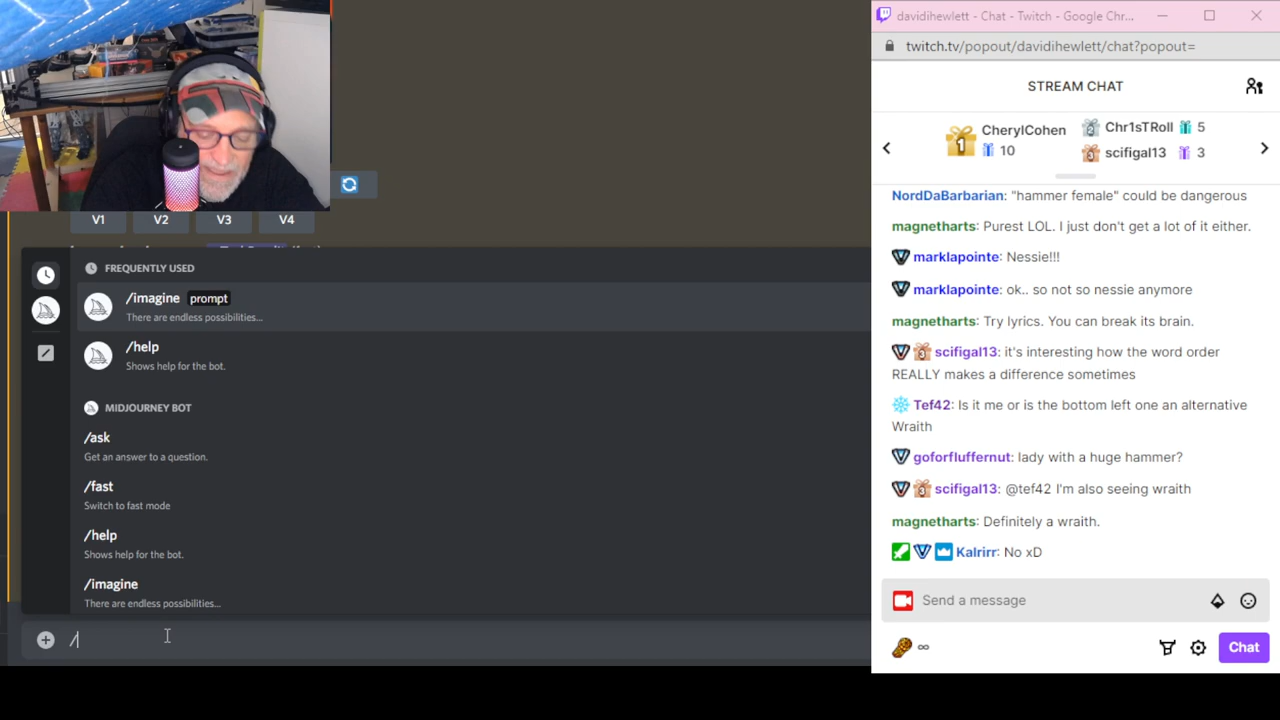 davidihewlett - Chat - Twitch - Google Chr...
twitch.tv/popout/davidihewlett/chat?popout=
STREAM CHAT
1 CherylCohen
10
2 Chr1sTRoll 5
3 scifigal13 3
NordDaBarbarian: "hammer female" could be dangerous
magnetharts: Purest LOL. I just don't get a lot of it either.
marklapointe: Nessie!!!
marklapointe: ok.. so not so nessie anymore
magnetharts: Try lyrics. You can break its brain.
3 scifigal13: it's interesting how the word order
REALLY makes a difference sometimes
Tef42: Is it me or is the bottom left one an alternative
Wraith
goforfluffernut: lady with a huge hammer?
3 scifigal13: @tef42 I'm also seeing wraith
magnetharts: Definitely a wraith.
Kalrirr: No xD
Send a message
∞
Chat
V1 V2 V3 V4
FREQUENTLY USED
/imagine prompt
There are endless possibilities...
/help
Shows help for the bot.
MIDJOURNEY BOT
/ask
Get an answer to a question.
/fast
Switch to fast mode
/help
Shows help for the bot.
/imagine
There are endless possibilities...
/